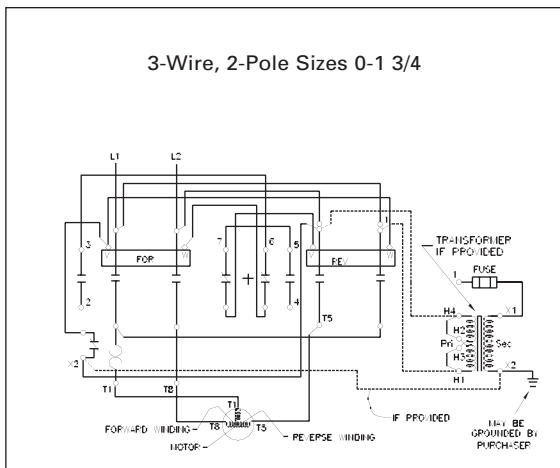 3-Wire, 2-Pole Sizes 0-1 3/4
L1 L2
3 V FOR W 7 6 5 V REV W 1
2 4
TRANSFORMER
IF PROVIDED
1 FUSE
H4 X1
H2
Pri Sec
H3
H1 X2
T5
X2
T1 T8
T1
FORWARD WINDING T8 T5 REVERSE WINDING
MOTOR
IF PROVIDED
MAY BE
GROUNDED BY
PURCHASER